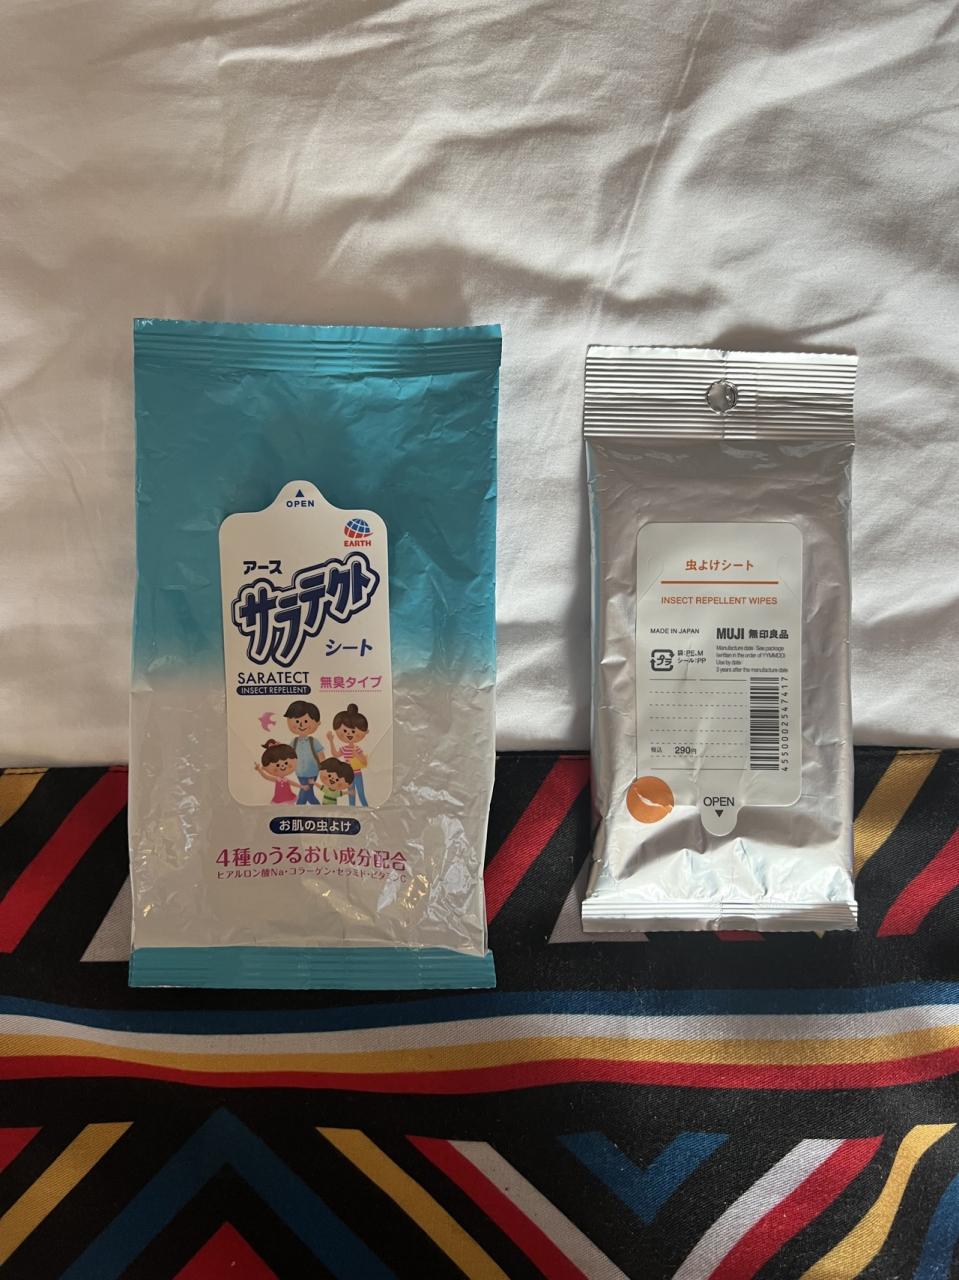 OPEN
EARTH
アース
サラテクト
シート
SARATECT
INSECT REPELLENT
無臭タイプ
お肌の虫よけ
4種のうるおい成分配合
ヒアルロン酸Na・コラーゲン・セラミド・ビタミンC
虫よけシート
INSECT REPELLENT WIPES
MADE IN JAPAN
MUJI 無印良品
プラ
袋:PE,M
シール:PP
Manufacture date: See package
(written in the order of YYMMDD)
Use by date:
3 years after the manufacture date
税込 290円
4550002547417
OPEN